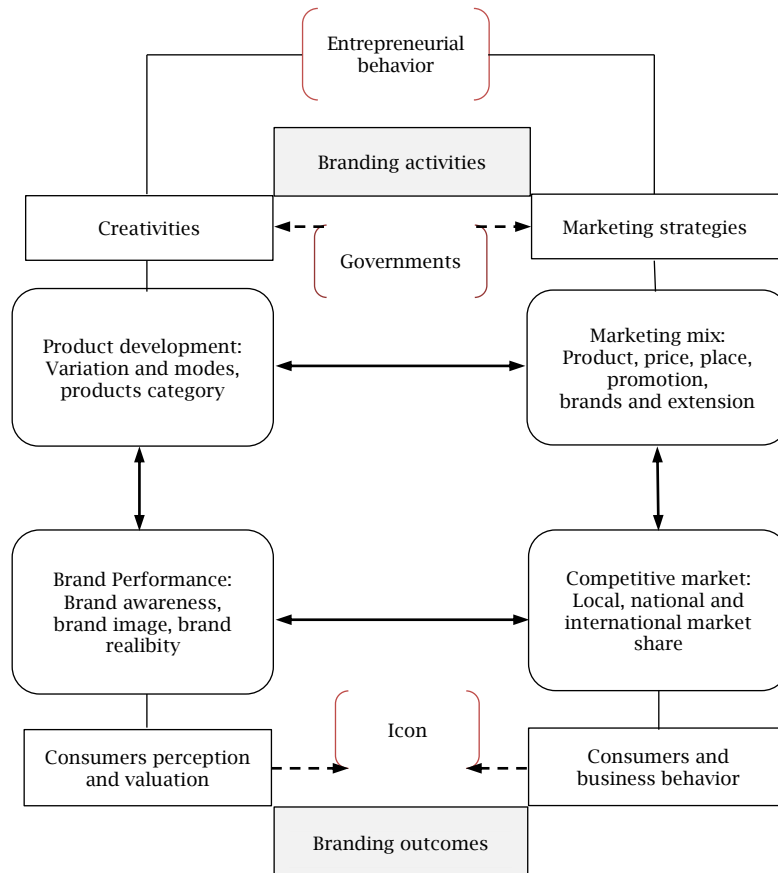 Entrepreneurial
behavior
Branding activities
Creativities
Marketing strategies
Governments
Product development:
Variation and modes,
products category
Marketing mix:
Product, price, place,
promotion,
brands and extension
Brand Performance:
Brand awareness,
brand image, brand
realibity
Competitive market:
Local, national and
international market
share
Icon
Consumers perception
and valuation
Consumers and
business behavior
Branding outcomes